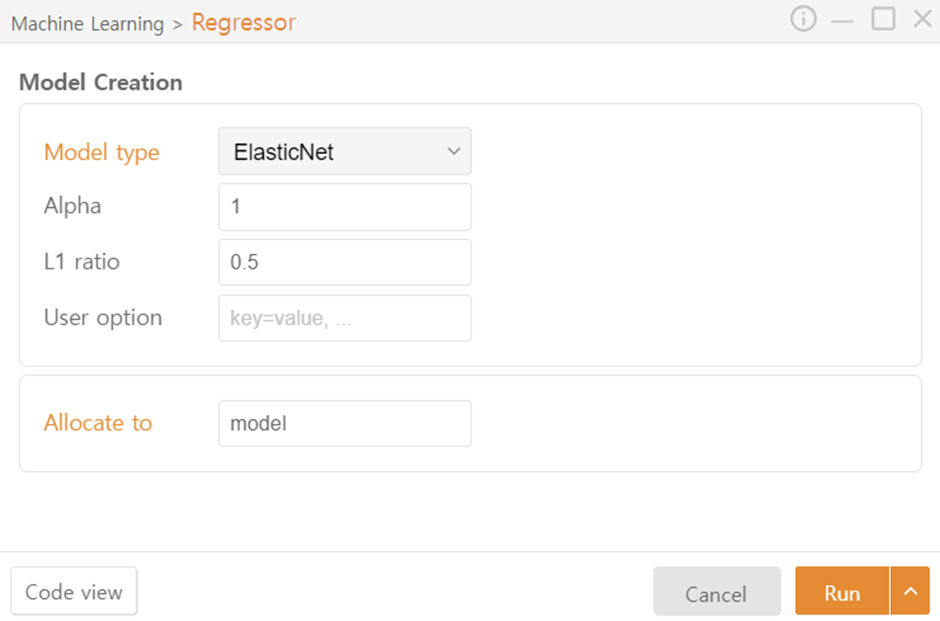 Machine Learning > Regressor
Model Creation
Model type ElasticNet
Alpha 1
L1 ratio 0.5
User option key=value, ...
Allocate to model
Code view Cancel Run